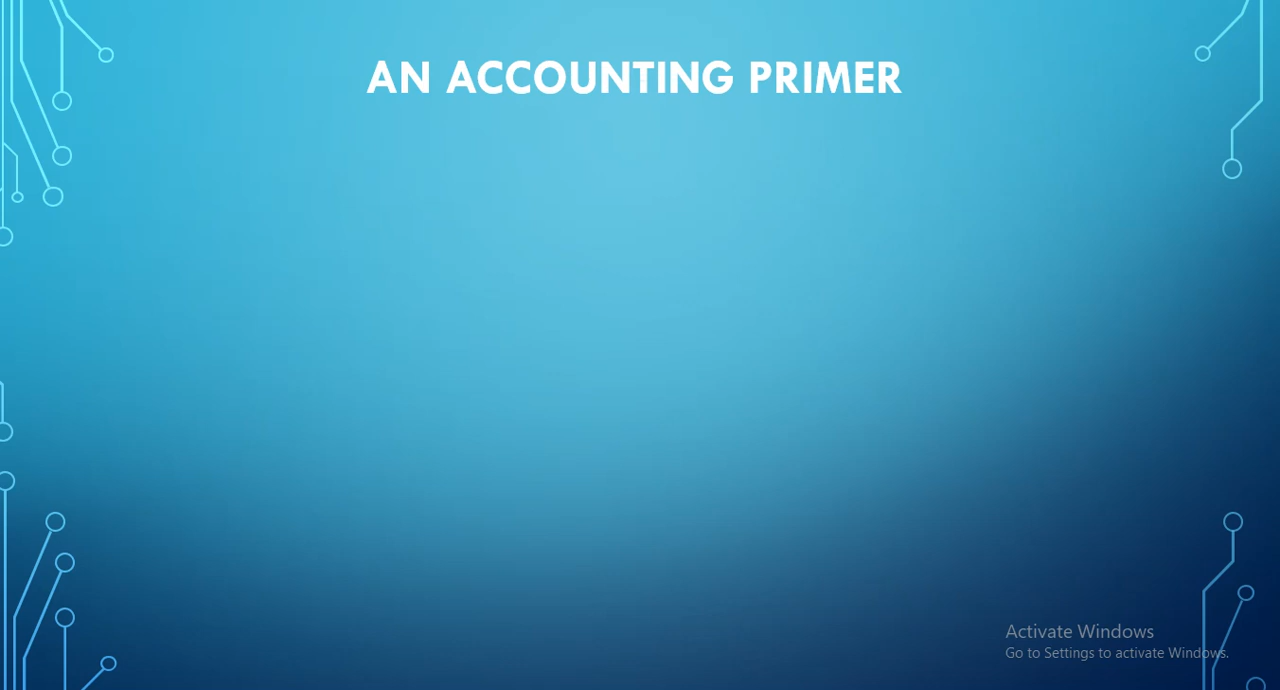 AN ACCOUNTING PRIMER
Activate Windows
Go to Settings to activate Windows.